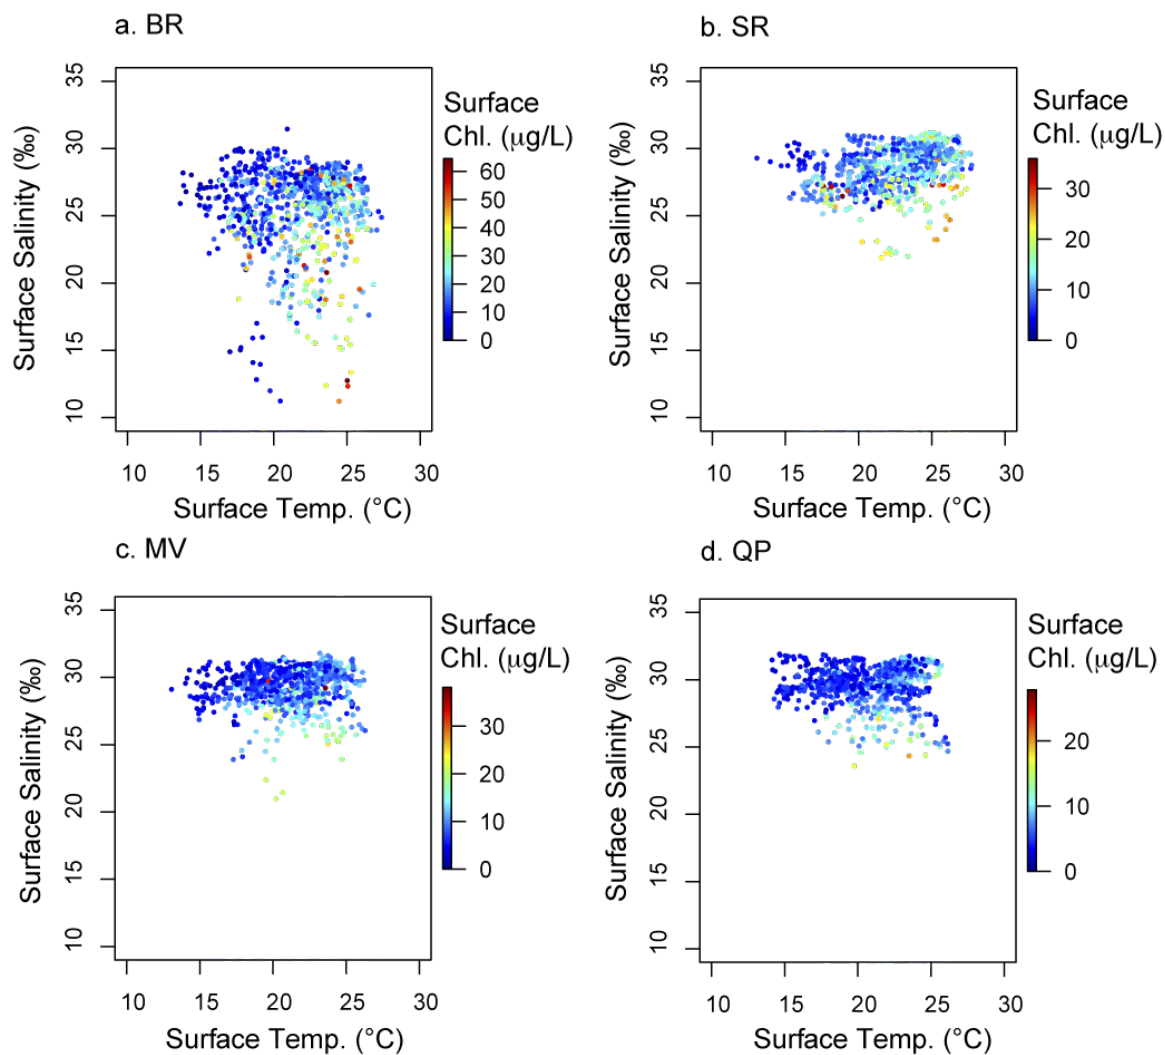 a. BR
35
30
25
20
15
10
Surface Salinity (‰)
10 15 20 25 30
Surface Temp. (°C)
Surface
Chl. (μg/L)
60
50
40
30
20
10
0
b. SR
35
30
25
20
15
10
Surface Salinity (‰)
10 15 20 25 30
Surface Temp. (°C)
Surface
Chl. (μg/L)
30
20
10
0
c. MV
35
30
25
20
15
10
Surface Salinity (‰)
10 15 20 25 30
Surface Temp. (°C)
Surface
Chl. (μg/L)
30
20
10
0
d. QP
35
30
25
20
15
10
Surface Salinity (‰)
10 15 20 25 30
Surface Temp. (°C)
Surface
Chl. (μg/L)
20
10
0